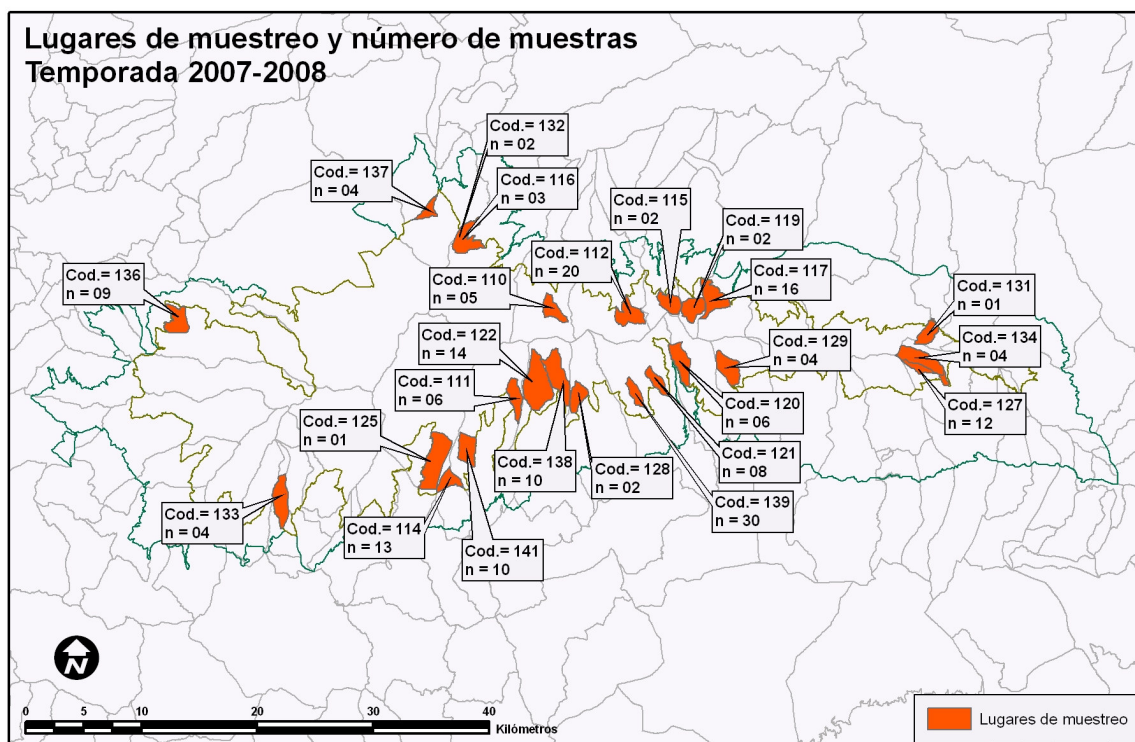 Lugares de muestreo y número de muestras
Temporada 2007-2008
Cod.= 132
n = 02
Cod.= 137
n = 04
Cod.= 116
n = 03
Cod.= 115
n = 02
Cod.= 119
n = 02
Cod.= 112
n = 20
Cod.= 117
n = 16
Cod.= 136
n = 09
Cod.= 110
n = 05
Cod.= 131
n = 01
Cod.= 122
n = 14
Cod.= 129
n = 04
Cod.= 134
n = 04
Cod.= 111
n = 06
Cod.= 120
n = 06
Cod.= 127
n = 12
Cod.= 125
n = 01
Cod.= 138
n = 10
Cod.= 128
n = 02
Cod.= 121
n = 08
Cod.= 139
n = 30
Cod.= 133
n = 04
Cod.= 114
n = 13
Cod.= 141
n = 10
N
0 5 10 20 30 40
Kilómetros
Lugares de muestreo